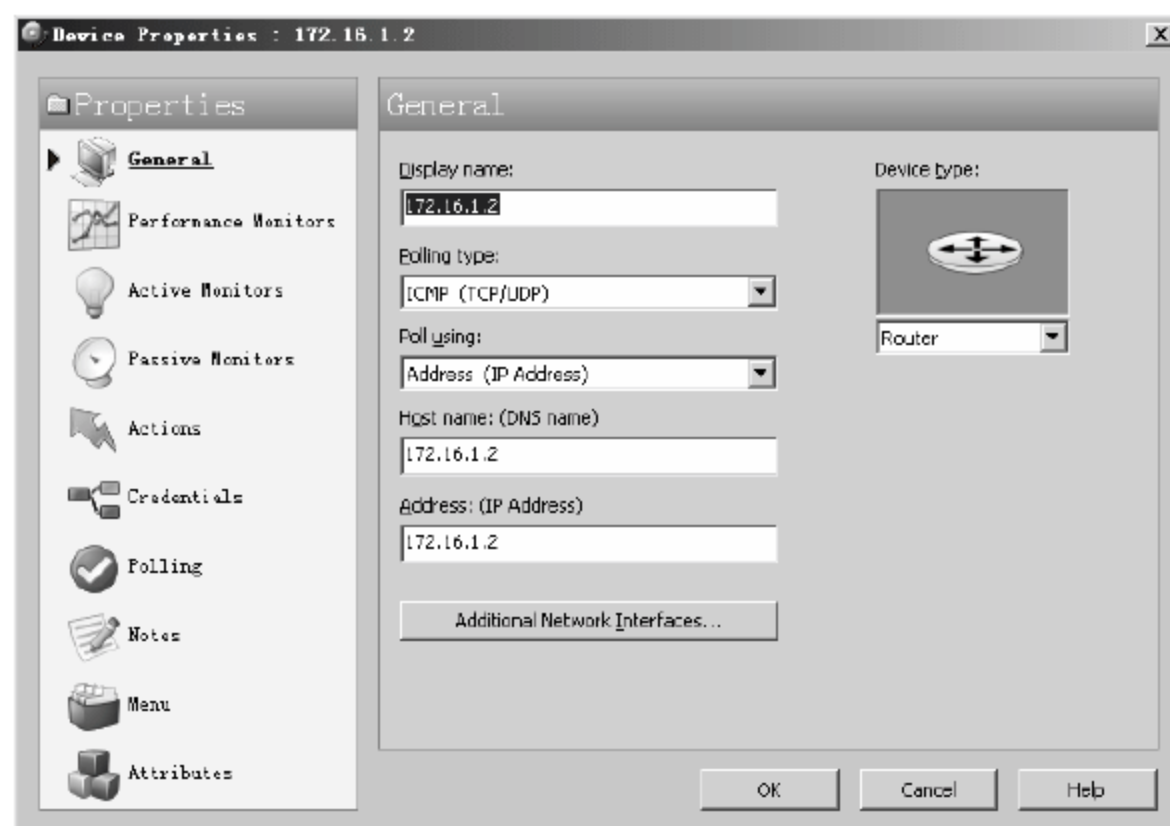 Device Properties : 172.16.1.2
Properties
General
Performance Monitors
Active Monitors
Passive Monitors
Actions
Credentials
Polling
Notes
Menu
Attributes
General
Display name:
172.16.1.2
Polling type:
ICMP (TCP/UDP)
Poll using:
Address (IP Address)
Host name: (DNS name)
172.16.1.2
Address: (IP Address)
172.16.1.2
Additional Network Interfaces...
Device type:
Router
OK
Cancel
Help